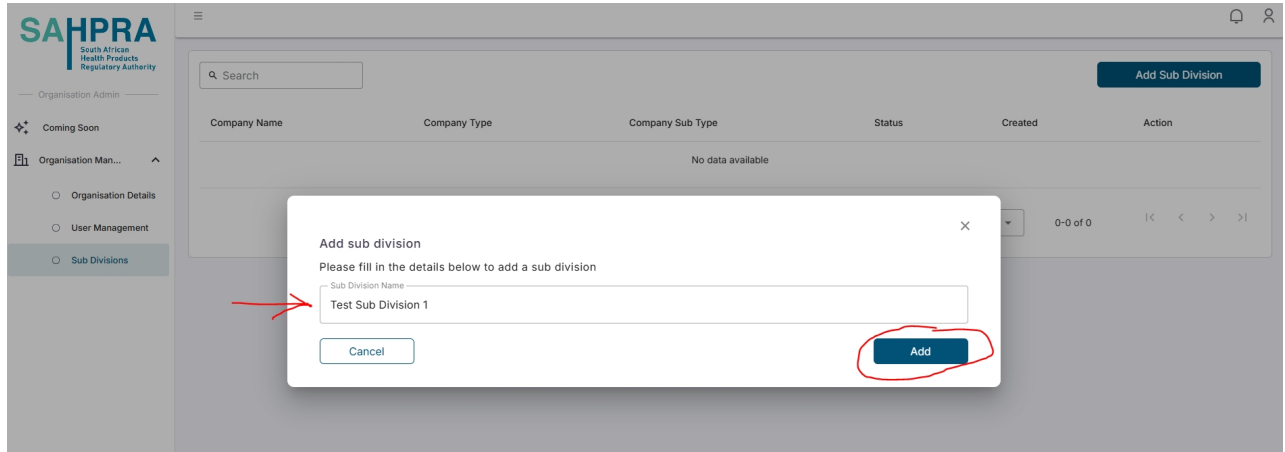 SAHPRA
South African
Health Products
Regulatory Authority
Organisation Admin
Coming Soon
Organisation Man...
Organisation Details
User Management
Sub Divisions
Search
Add Sub Division
Company Name Company Type Company Sub Type Status Created Action
No data available
0-0 of 0
Add sub division
Please fill in the details below to add a sub division
Sub Division Name
Test Sub Division 1
Cancel
Add